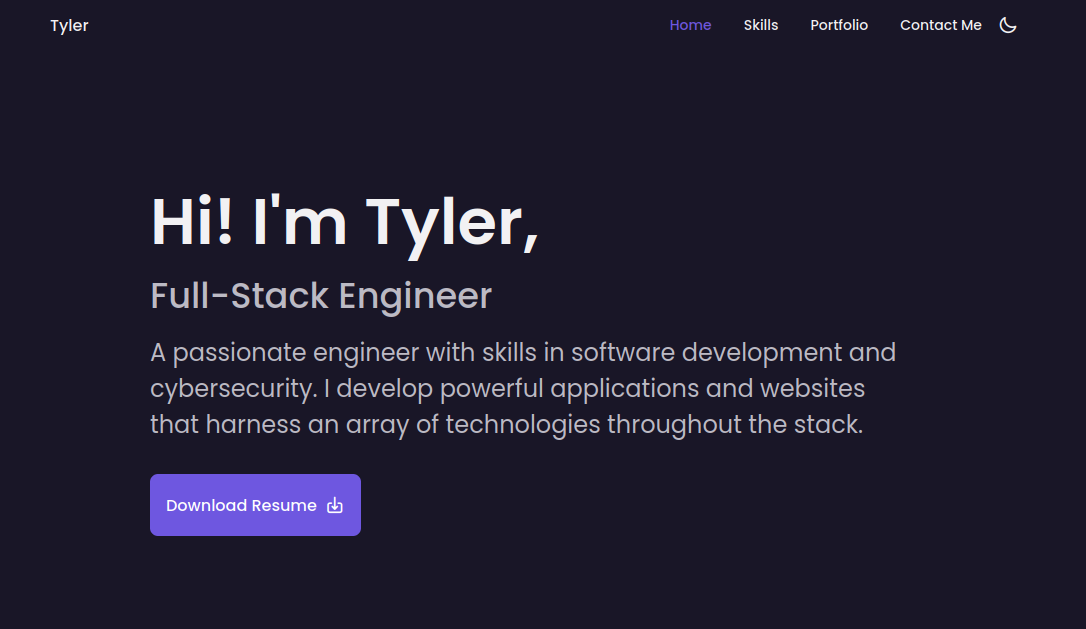 Tyler
Home Skills Portfolio Contact Me
Hi! I'm Tyler,
Full-Stack Engineer
A passionate engineer with skills in software development and
cybersecurity. I develop powerful applications and websites
that harness an array of technologies throughout the stack.
Download Resume